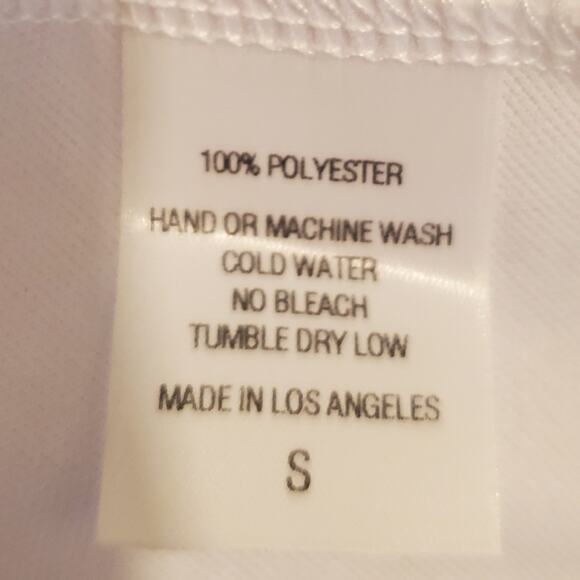 100% POLYESTER
HAND OR MACHINE WASH
COLD WATER
NO BLEACH
TUMBLE DRY LOW
MADE IN LOS ANGELES
S